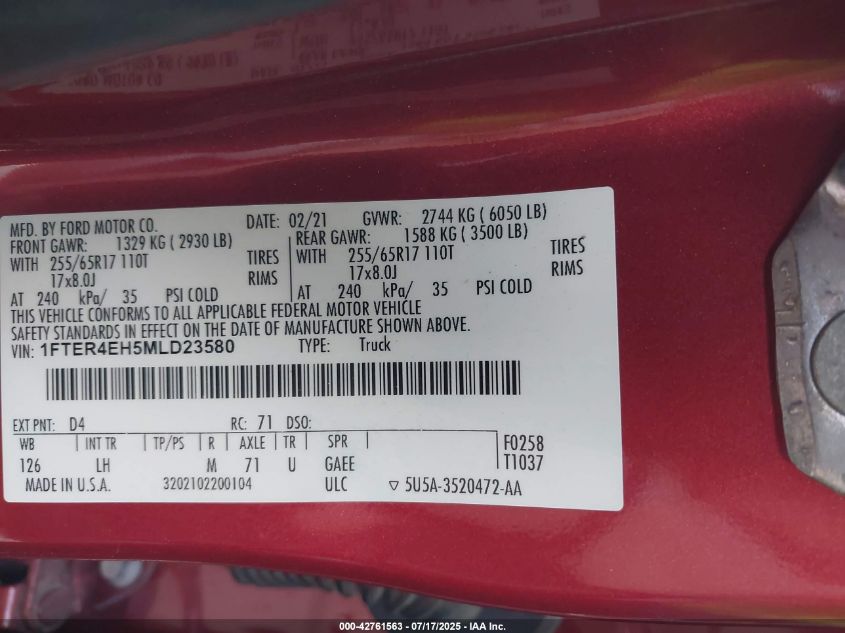 MFD. BY FORD MOTOR CO. DATE: 02/21 GVWR: 2744 KG ( 6050 LB)
FRONT GAWR: 1329 KG ( 2930 LB) REAR GAWR: 1588 KG ( 3500 LB)
WITH 255/65R17 110T TIRES WITH 255/65R17 110T TIRES
17x8.0J RIMS 17x8.0J RIMS
AT 240 kPa/ 35 PSI COLD AT 240 kPa/ 35 PSI COLD
THIS VEHICLE CONFORMS TO ALL APPLICABLE FEDERAL MOTOR VEHICLE
SAFETY STANDARDS IN EFFECT ON THE DATE OF MANUFACTURE SHOWN ABOVE.
VIN: 1FTER4EH5MLD23580 TYPE: Truck
EXT PNT: D4 RC: 71 DSO:
WB INT TR TP/PS R AXLE TR SPR F0258
126 LH M 71 U GAEE T1037
MADE IN U.S.A. 3202102200104 ULC ▽ 5U5A-3520472-AA
000-42761563 - 07/17/2025 - IAA Inc.